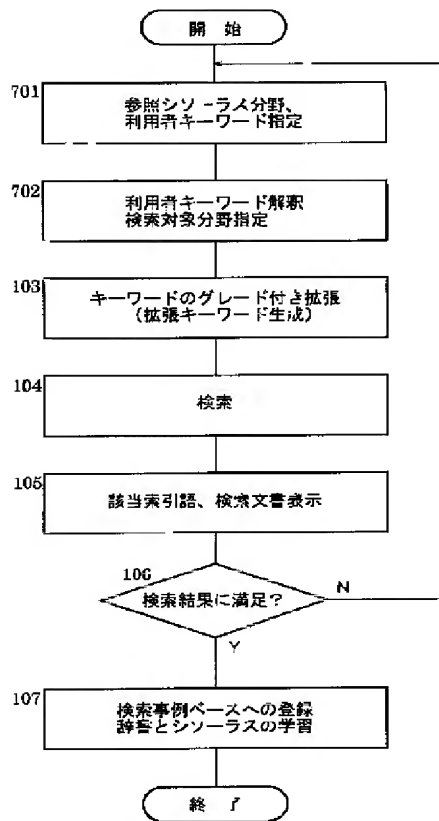 開 始
701
参照シソーラス分野、
利用者キーワード指定
702
利用者キーワード解釈
検索対象分野指定
103
キーワードのグレード付き拡張
(拡張キーワード生成)
104
検索
105
該当索引語、検索文書表示
106
検索結果に満足?
N
Y
107
検索事例ベースへの登録
辞書とシソーラスの学習
終 了